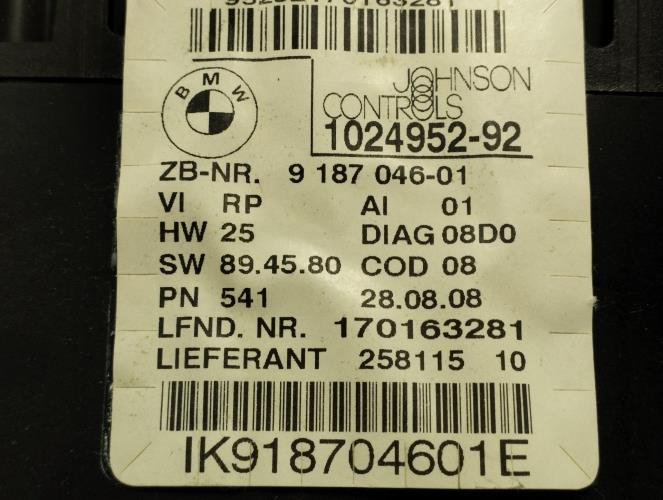 BMW
JOHNSON
CONTROLS
1024952-92
ZB-NR. 9 187 046-01
VI RP AI 01
HW 25 DIAG 08D0
SW 89.45.80 COD 08
PN 541 28.08.08
LFND. NR. 170163281
LIEFERANT 258115 10
IK918704601E